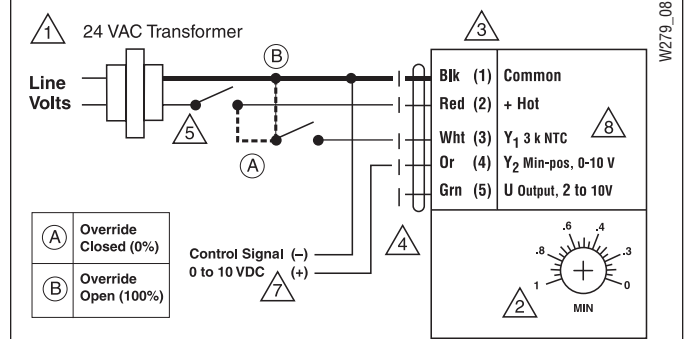 1 24 VAC Transformer
Line
Volts
B
5
A
3
Blk (1) Common
Red (2) + Hot
Wht (3) Y1 3 k NTC
Or (4) Y2 Min-pos, 0-10 V
Grn (5) U Output, 2 to 10V
8
4
A Override
Closed (0%)
B Override
Open (100%)
Control Signal (–)
0 to 10 VDC (+)
7
.6 .4
.8 .3
1 0
MIN
2
W279_08